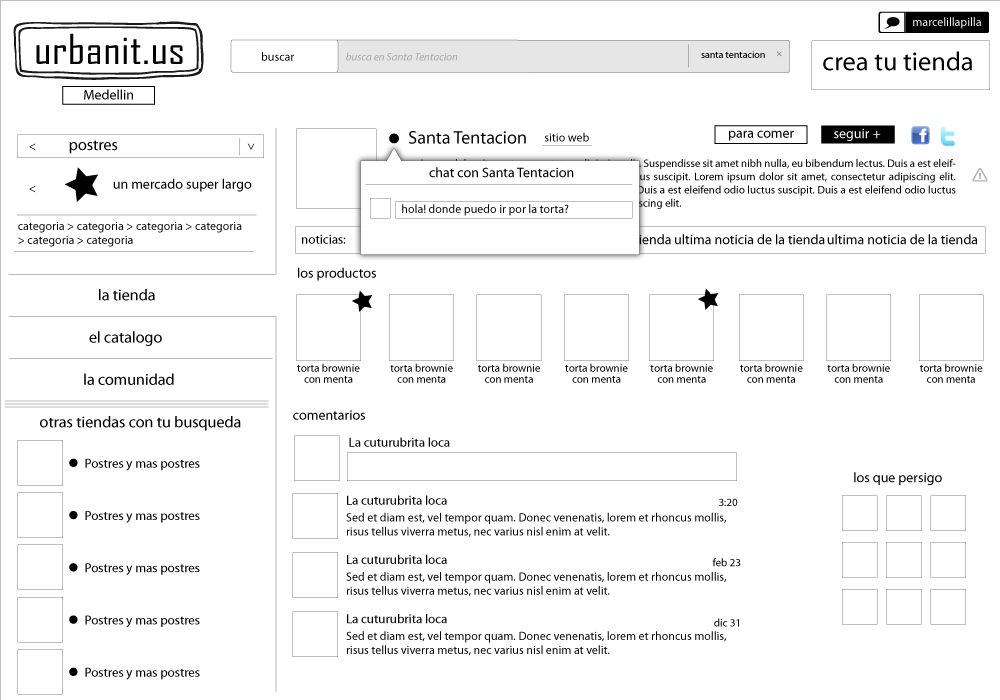 urbanit.us
Medellin
buscar
busca en Santa Tentacion
santa tentacion ×
marcelillapilla
crea tu tienda
< postres v
< un mercado super largo
categoria > categoria > categoria > categoria
> categoria > categoria
la tienda
el catalogo
la comunidad
otras tiendas con tu busqueda
Postres y mas postres
Postres y mas postres
Postres y mas postres
Postres y mas postres
Postres y mas postres
Santa Tentacion
sitio web
para comer
seguir +
f
t
Suspendisse sit amet nibh nulla, eu bibendum lectus. Duis a est eleif-
us suscipit. Lorem ipsum dolor sit amet, consectetur adipiscing elit.
Duis a est eleifend odio luctus suscipit. Duis a est eleifend odio luctus
scing elit.
chat con Santa Tentacion
hola! donde puedo ir por la torta?
noticias:
ienda ultima noticia de la tienda ultima noticia de la tienda
los productos
torta brownie
con menta
torta brownie
con menta
torta brownie
con menta
torta brownie
con menta
torta brownie
con menta
torta brownie
con menta
torta brownie
con menta
torta brownie
con menta
comentarios
La cuturubrita loca
La cuturubrita loca
3:20
Sed et diam est, vel tempor quam. Donec venenatis, lorem et rhoncus mollis,
risus tellus viverra metus, nec varius nisl enim at velit.
La cuturubrita loca
feb 23
Sed et diam est, vel tempor quam. Donec venenatis, lorem et rhoncus mollis,
risus tellus viverra metus, nec varius nisl enim at velit.
La cuturubrita loca
dic 31
Sed et diam est, vel tempor quam. Donec venenatis, lorem et rhoncus mollis,
risus tellus viverra metus, nec varius nisl enim at velit.
los que persigo